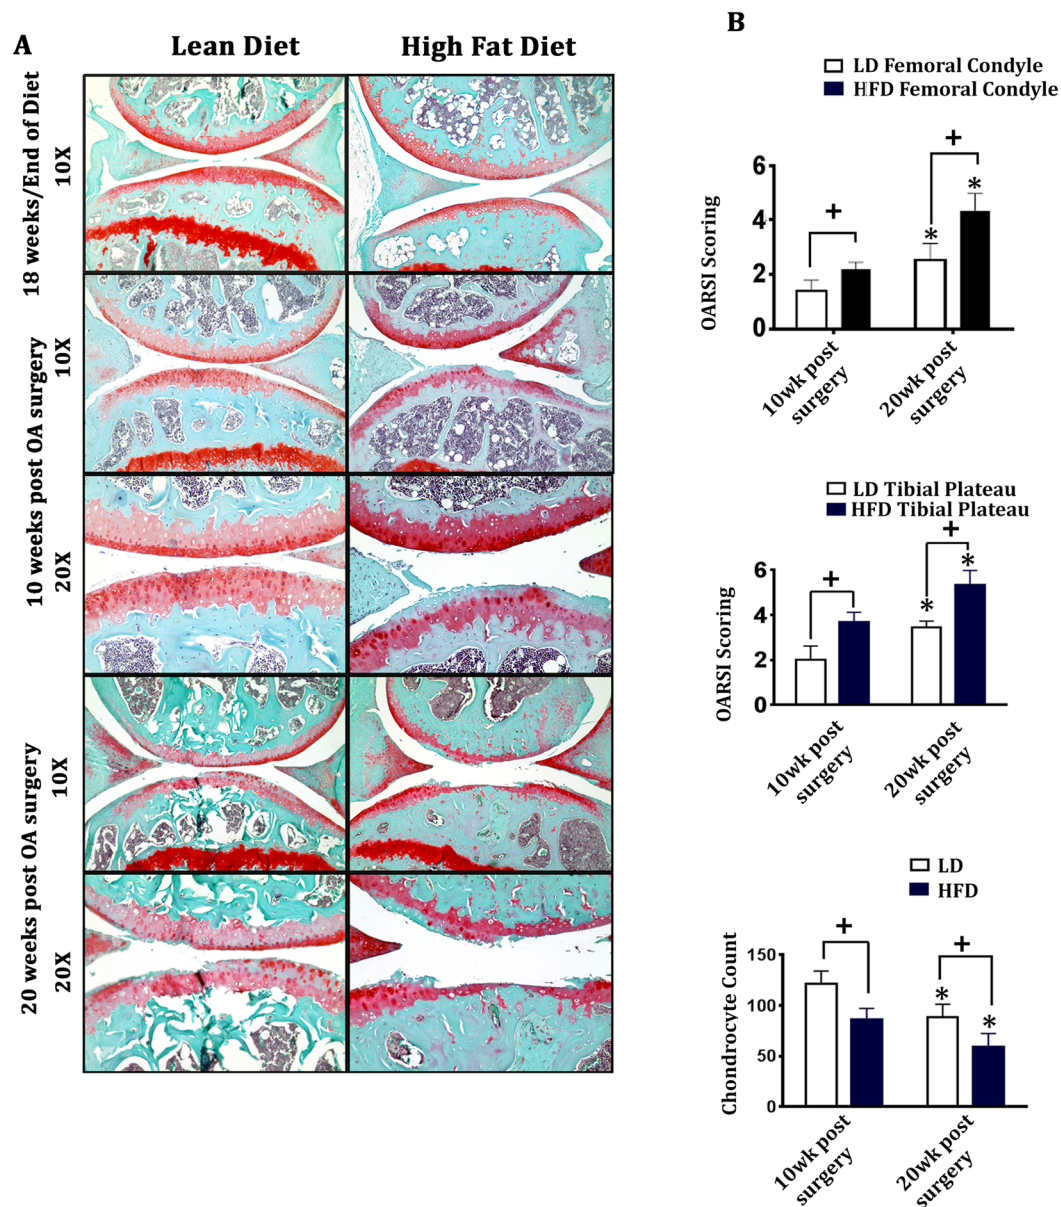 A
Lean Diet
High Fat Diet
18 weeks/End of Diet
10X
10 weeks post OA surgery
10X
20X
20 weeks post OA surgery
10X
20X
B
LD Femoral Condyle
HFD Femoral Condyle
OARSI Scoring
6
4
2
0
+
+
*
*
10wk post
surgery
20wk post
surgery
LD Tibial Plateau
HFD Tibial Plateau
OARSI Scoring
6
4
2
0
+
+
*
*
10wk post
surgery
20wk post
surgery
LD
HFD
Chondrocyte Count
150
100
50
0
+
+
*
*
10wk post
surgery
20wk post
surgery